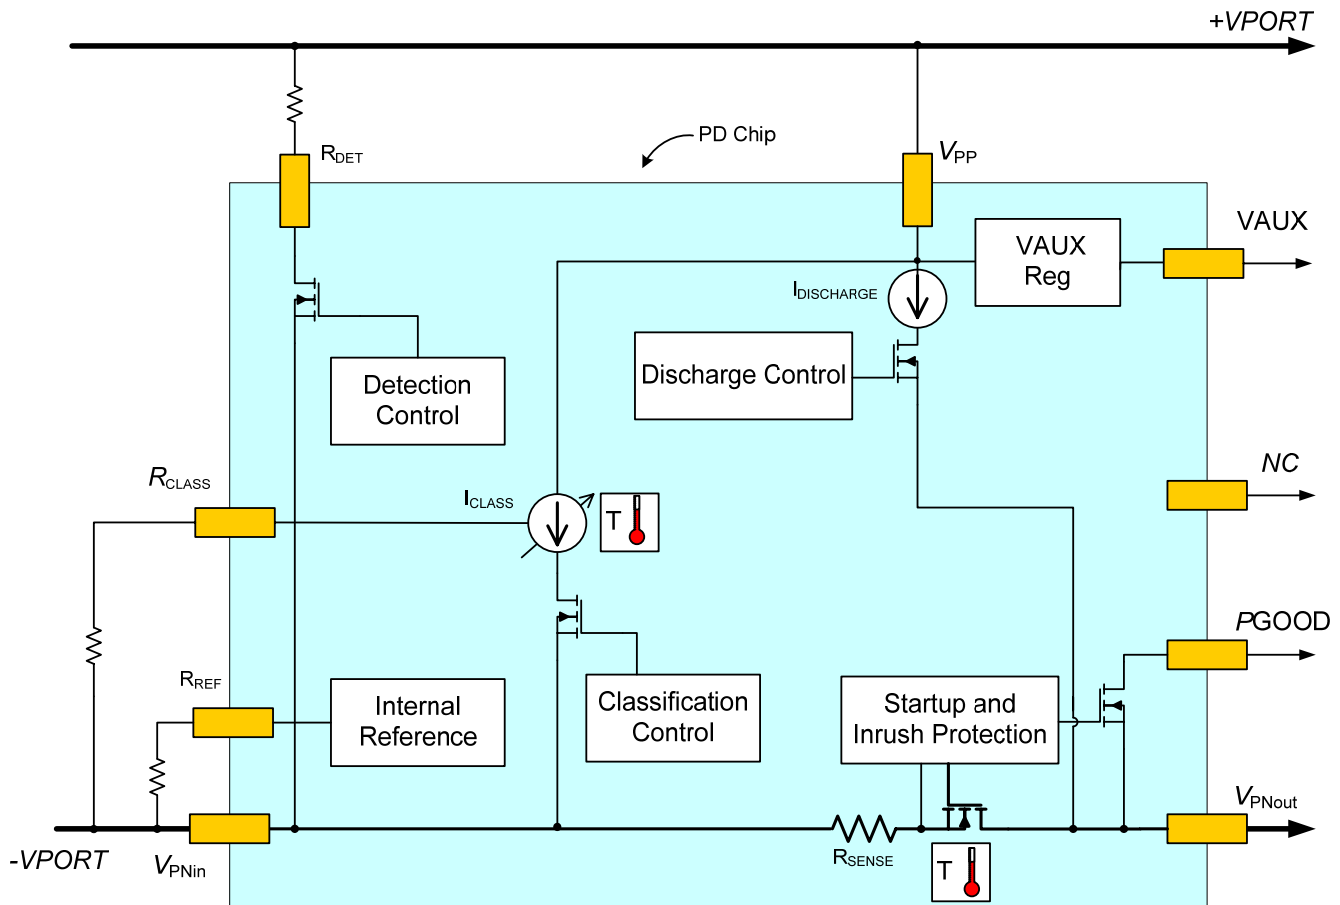 +VPORT
PD Chip
RDET
VPP
VAUX
VAUX
Reg
IDISCHARGE
Discharge Control
Detection
Control
NC
RCLASS
ICLASS
T
PGOOD
RREF
Internal
Reference
Classification
Control
Startup and
Inrush Protection
VPNout
-VPORT
VPNin
RSENSE
T